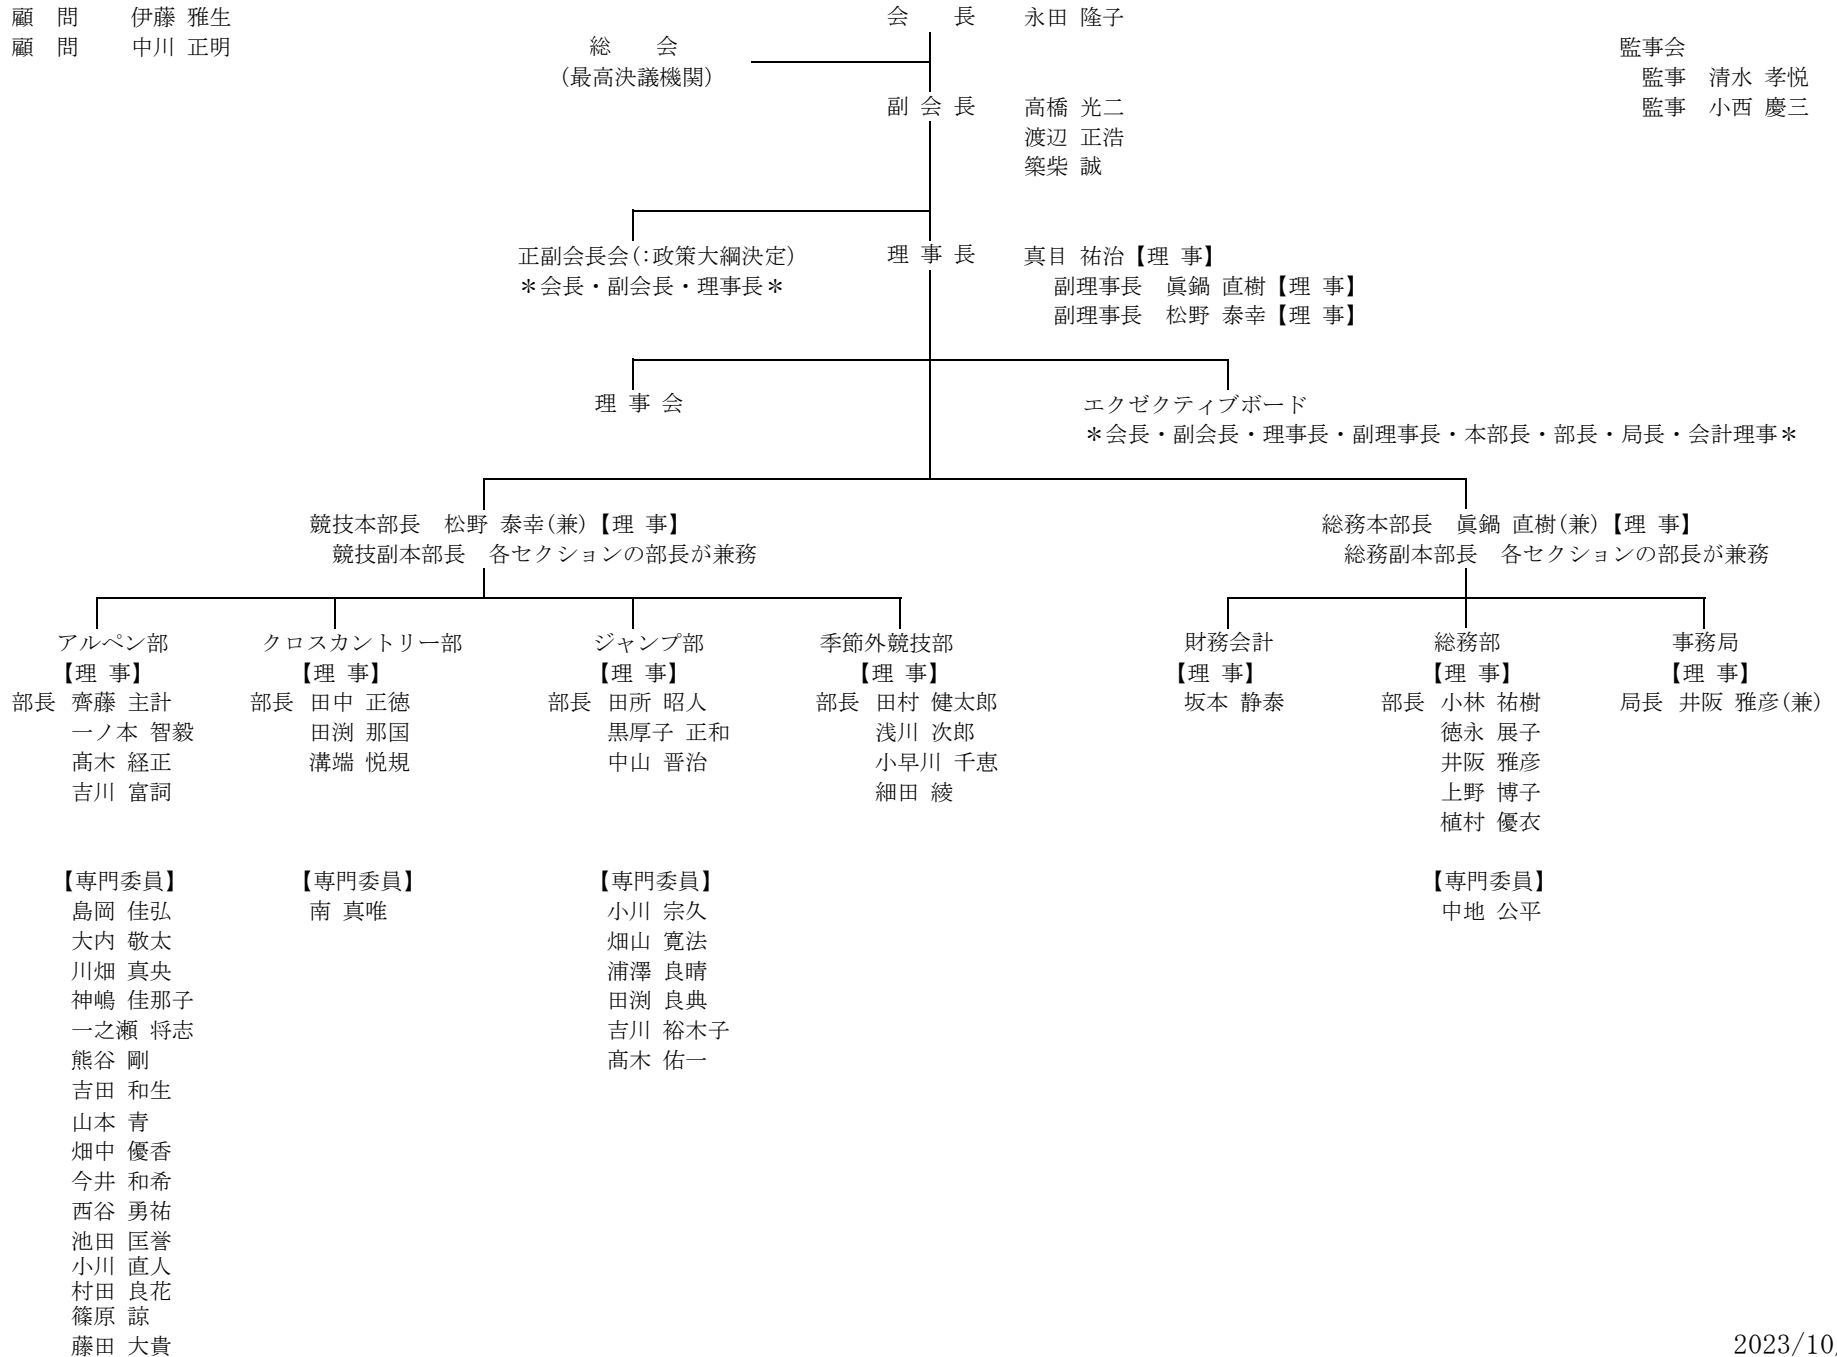 顧　問　　伊藤 雅生
顧　問　　中川 正明
会　　長　　永田 隆子
総　　会
(最高決議機関)
監事会
監事　清水 孝悦
監事　小西 慶三
副 会 長　　高橋 光二
渡辺 正浩
築柴 誠
正副会長会(:政策大綱決定)
＊会長・副会長・理事長＊
理 事 長　　真目 祐治【理 事】
副理事長　眞鍋 直樹【理 事】
副理事長　松野 泰幸【理 事】
理 事 会
エクゼクティブボード
＊会長・副会長・理事長・副理事長・本部長・部長・局長・会計理事＊
競技本部長　松野 泰幸(兼)【理 事】
競技副本部長　各セクションの部長が兼務
総務本部長　眞鍋 直樹(兼)【理 事】
総務副本部長　各セクションの部長が兼務
アルペン部
【理 事】
部長 齊藤 主計
一ノ本 智毅
髙木 経正
吉川 富詞
【専門委員】
島岡 佳弘
大内 敬太
川畑 真央
神嶋 佳那子
一之瀬 将志
熊谷 剛
吉田 和生
山本 青
畑中 優香
今井 和希
西谷 勇祐
池田 匡誉
小川 直人
村田 良花
篠原 諒
藤田 大貴
クロスカントリー部
【理 事】
部長 田中 正徳
田渕 那国
溝端 悦規
【専門委員】
南 真唯
ジャンプ部
【理 事】
部長 田所 昭人
黒厚子 正和
中山 晋治
【専門委員】
小川 宗久
畑山 寛法
浦澤 良晴
田渕 良典
吉川 裕木子
髙木 佑一
季節外競技部
【理 事】
部長 田村 健太郎
浅川 次郎
小早川 千恵
細田 綾
財務会計
【理 事】
坂本 静泰
総務部
【理 事】
部長 小林 祐樹
徳永 展子
井阪 雅彦
上野 博子
植村 優衣
【専門委員】
中地 公平
事務局
【理 事】
局長 井阪 雅彦(兼)
2023/10/